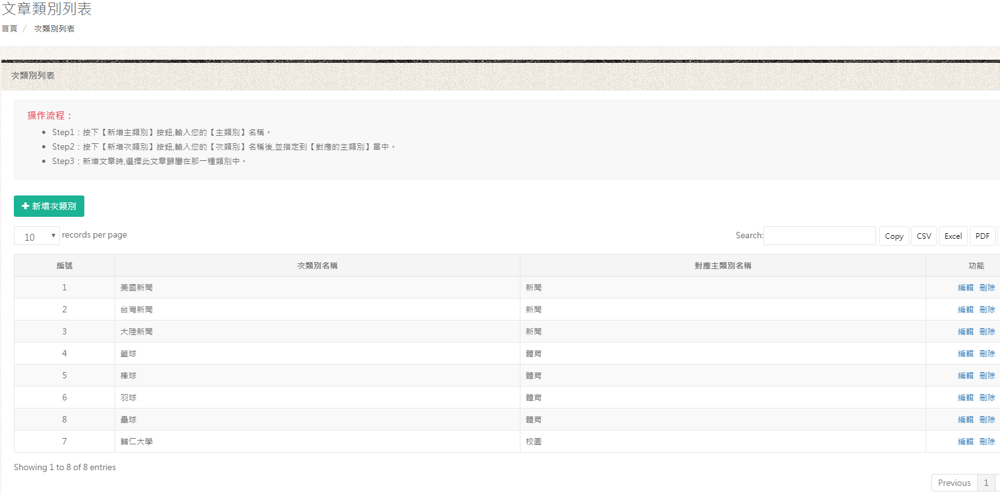 文章類別列表
首頁 / 次類別列表
次類別列表
操作流程：
Step1：按下【新增主類別】按鈕,輸入您的【主類別】名稱。
Step2：按下【新增次類別】按鈕,輸入您的【次類別】名稱後,並指定到【對應的主類別】當中。
Step3：新增文章時,選擇此文章歸屬在那一種類別中。
新增次類別
10 records per page Search: Copy CSV Excel PDF
編號 次類別名稱 對應主類別名稱 功能
1 美國新聞 新聞 編輯 刪除
2 台灣新聞 新聞 編輯 刪除
3 大陸新聞 新聞 編輯 刪除
4 籃球 體育 編輯 刪除
5 棒球 體育 編輯 刪除
6 羽球 體育 編輯 刪除
8 壘球 體育 編輯 刪除
7 輔仁大學 校園 編輯 刪除
Showing 1 to 8 of 8 entries
Previous 1